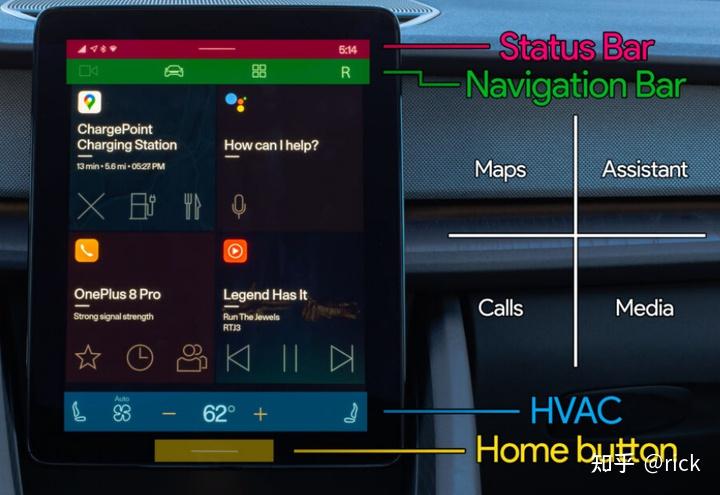 5:14
Status Bar
R
Navigation Bar
ChargePoint
Charging Station
13 min • 5.6 mi • 05:27 PM
How can I help?
Maps
Assistant
OnePlus 8 Pro
Strong signal strength
Legend Has It
Run The Jewels
RTJ3
Calls
Media
Auto
62°
HVAC
Home button
知乎 @rick